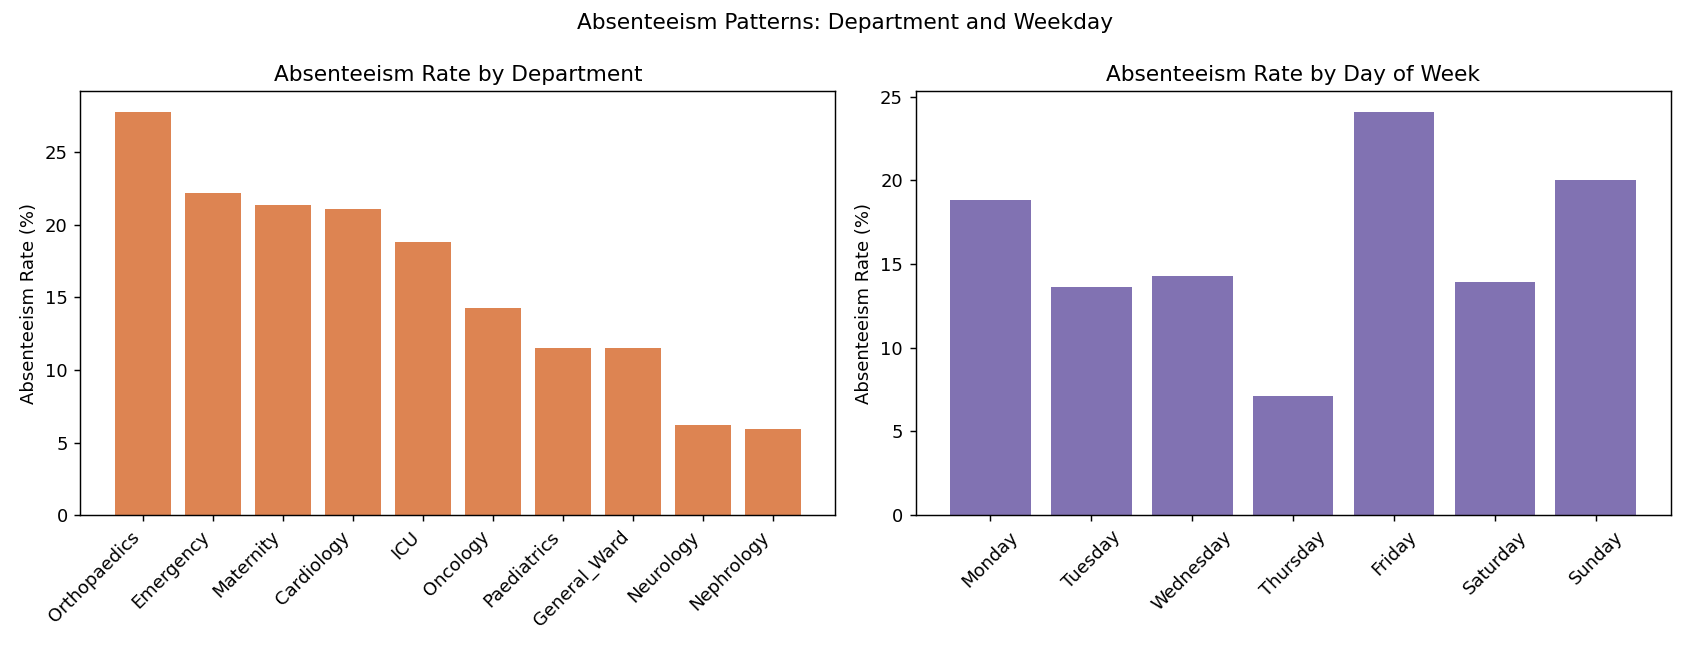 Absenteeism Patterns: Department and Weekday
Absenteeism Rate by Department
Absenteeism Rate (%)
25
20
15
10
5
0
Orthopaedics
Emergency
Maternity
Cardiology
ICU
Oncology
Paediatrics
General_Ward
Neurology
Nephrology
Absenteeism Rate by Day of Week
Absenteeism Rate (%)
25
20
15
10
5
0
Monday
Tuesday
Wednesday
Thursday
Friday
Saturday
Sunday